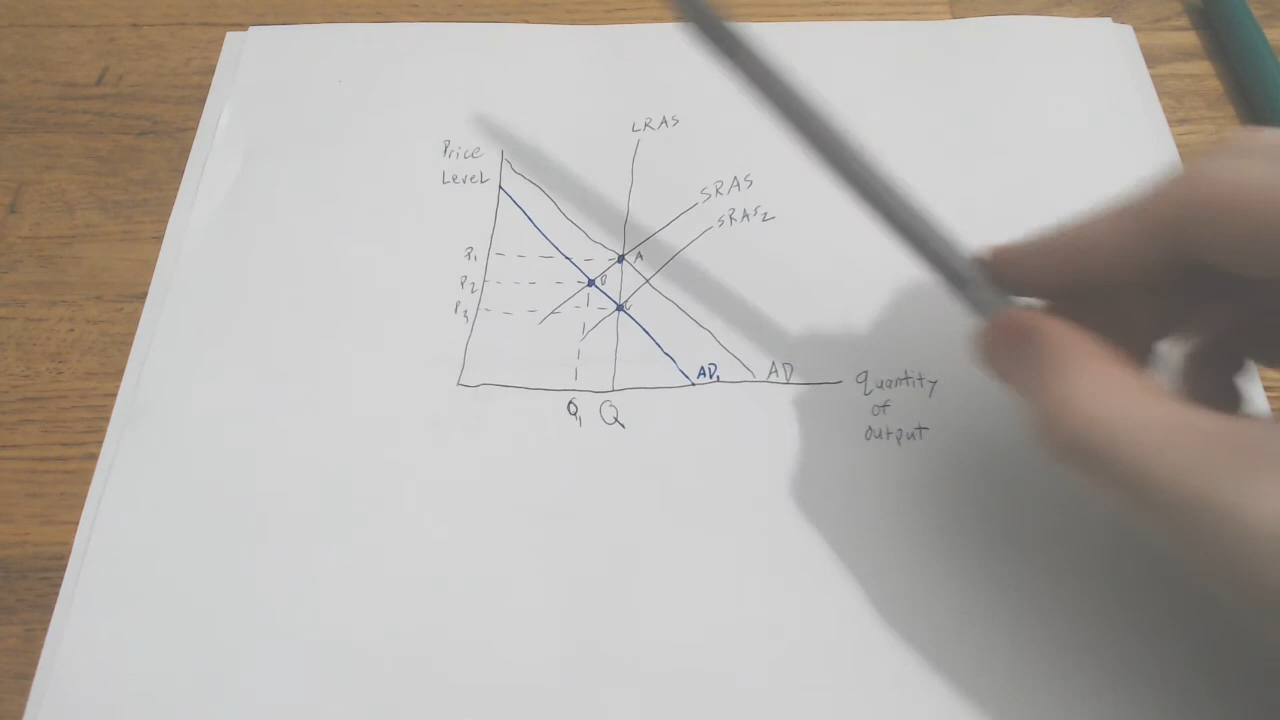 LRAS
Price
Level
SRAS
SRAS2
P1
A
P2
B
P3
C
AD1
AD
Quantity
of
output
Q1
Q